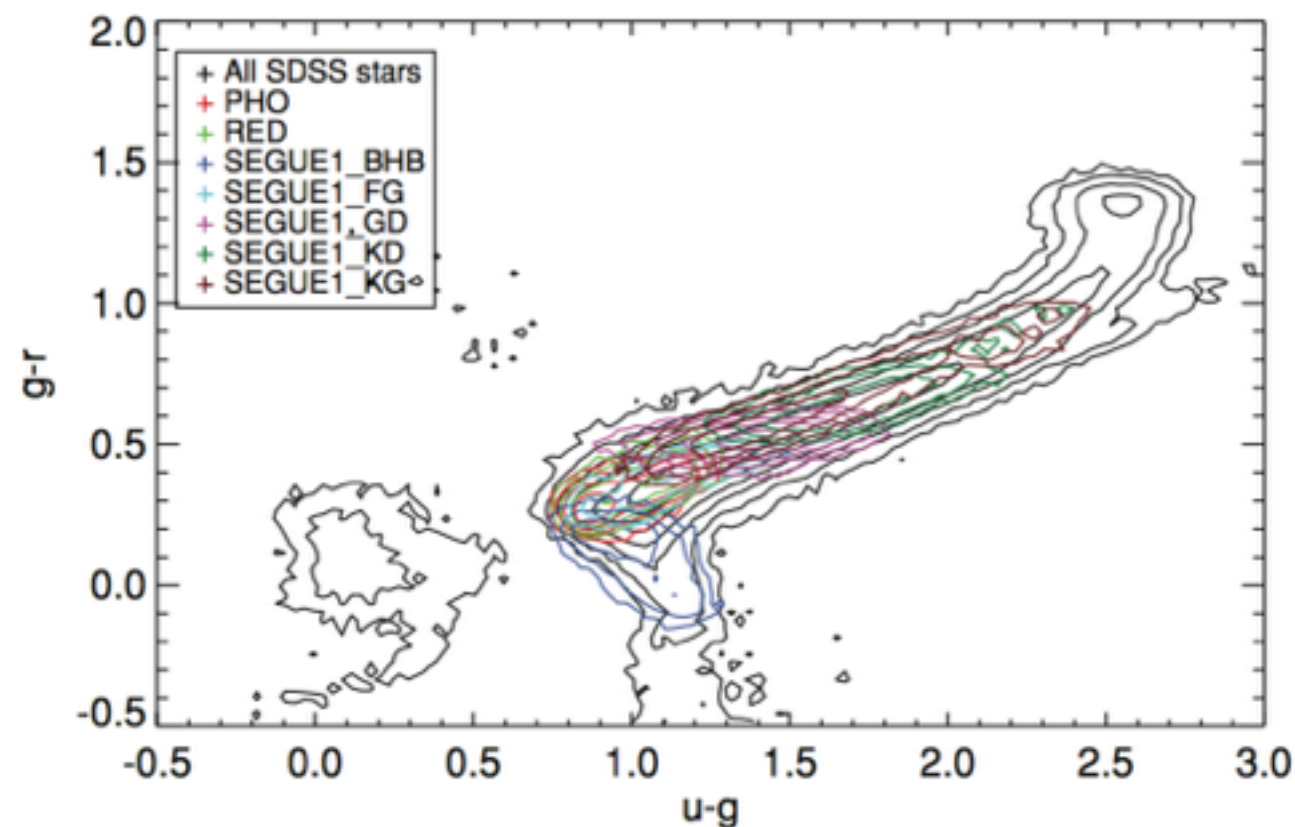 2.0
1.5
1.0
0.5
0.0
-0.5
g-r
All SDSS stars
PHO
RED
SEGUE1_BHB
SEGUE1_FG
SEGUE1_GD
SEGUE1_KD
SEGUE1_KG
-0.5 0.0 0.5 1.0 1.5 2.0 2.5 3.0
u-g